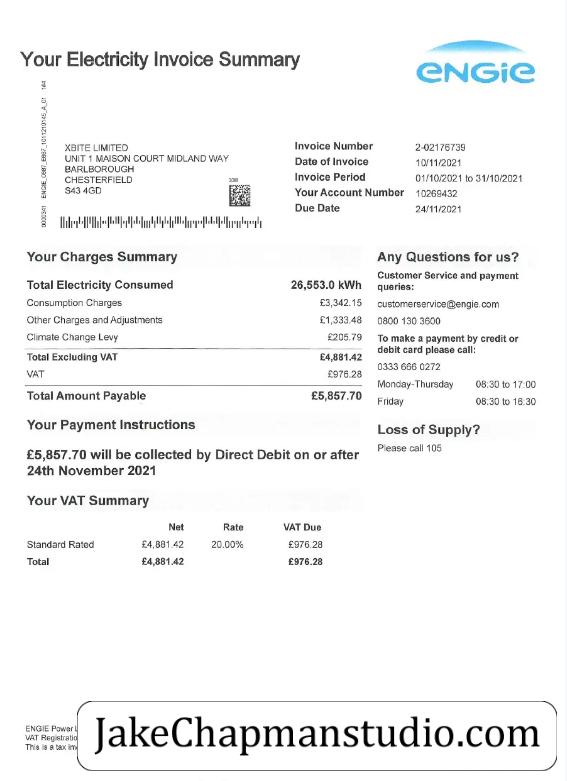 Your Electricity Invoice Summary
ENGIE
XBITE LIMITED
UNIT 1 MAISON COURT MIDLAND WAY
BARLBOROUGH
CHESTERFIELD
S43 4GD
Invoice Number 2-02176739
Date of Invoice 10/11/2021
Invoice Period 01/10/2021 to 31/10/2021
Your Account Number 10269432
Due Date 24/11/2021
Your Charges Summary
Total Electricity Consumed 26,553.0 kWh
Consumption Charges £3,342.15
Other Charges and Adjustments £1,333.48
Climate Change Levy £205.79
Total Excluding VAT £4,881.42
VAT £976.28
Total Amount Payable £5,857.70
Your Payment Instructions
£5,857.70 will be collected by Direct Debit on or after
24th November 2021
Your VAT Summary
Net Rate VAT Due
Standard Rated £4,881.42 20.00% £976.28
Total £4,881.42 £976.28
Any Questions for us?
Customer Service and payment
queries:
customerservice@engie.com
0800 130 3600
To make a payment by credit or
debit card please call:
0333 666 0272
Monday-Thursday 08:30 to 17:00
Friday 08:30 to 16:30
Loss of Supply?
Please call 105
ENGIE Power
VAT Registratio
This is a tax in
JakeChapmanstudio.com